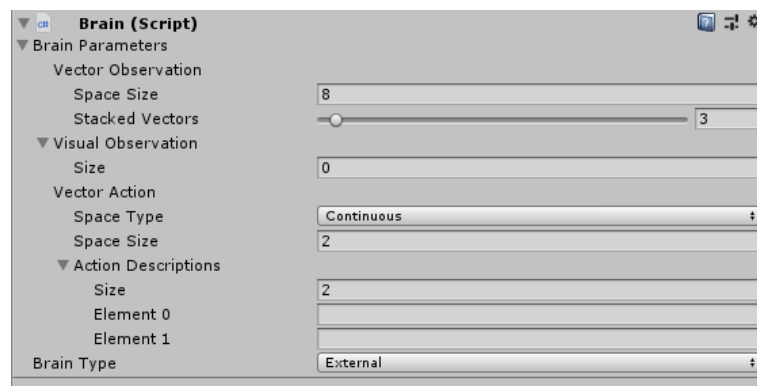 C# Brain (Script)
Brain Parameters
Vector Observation
Space Size 8
Stacked Vectors 3
Visual Observation
Size 0
Vector Action
Space Type Continuous
Space Size 2
Action Descriptions
Size 2
Element 0
Element 1
Brain Type External